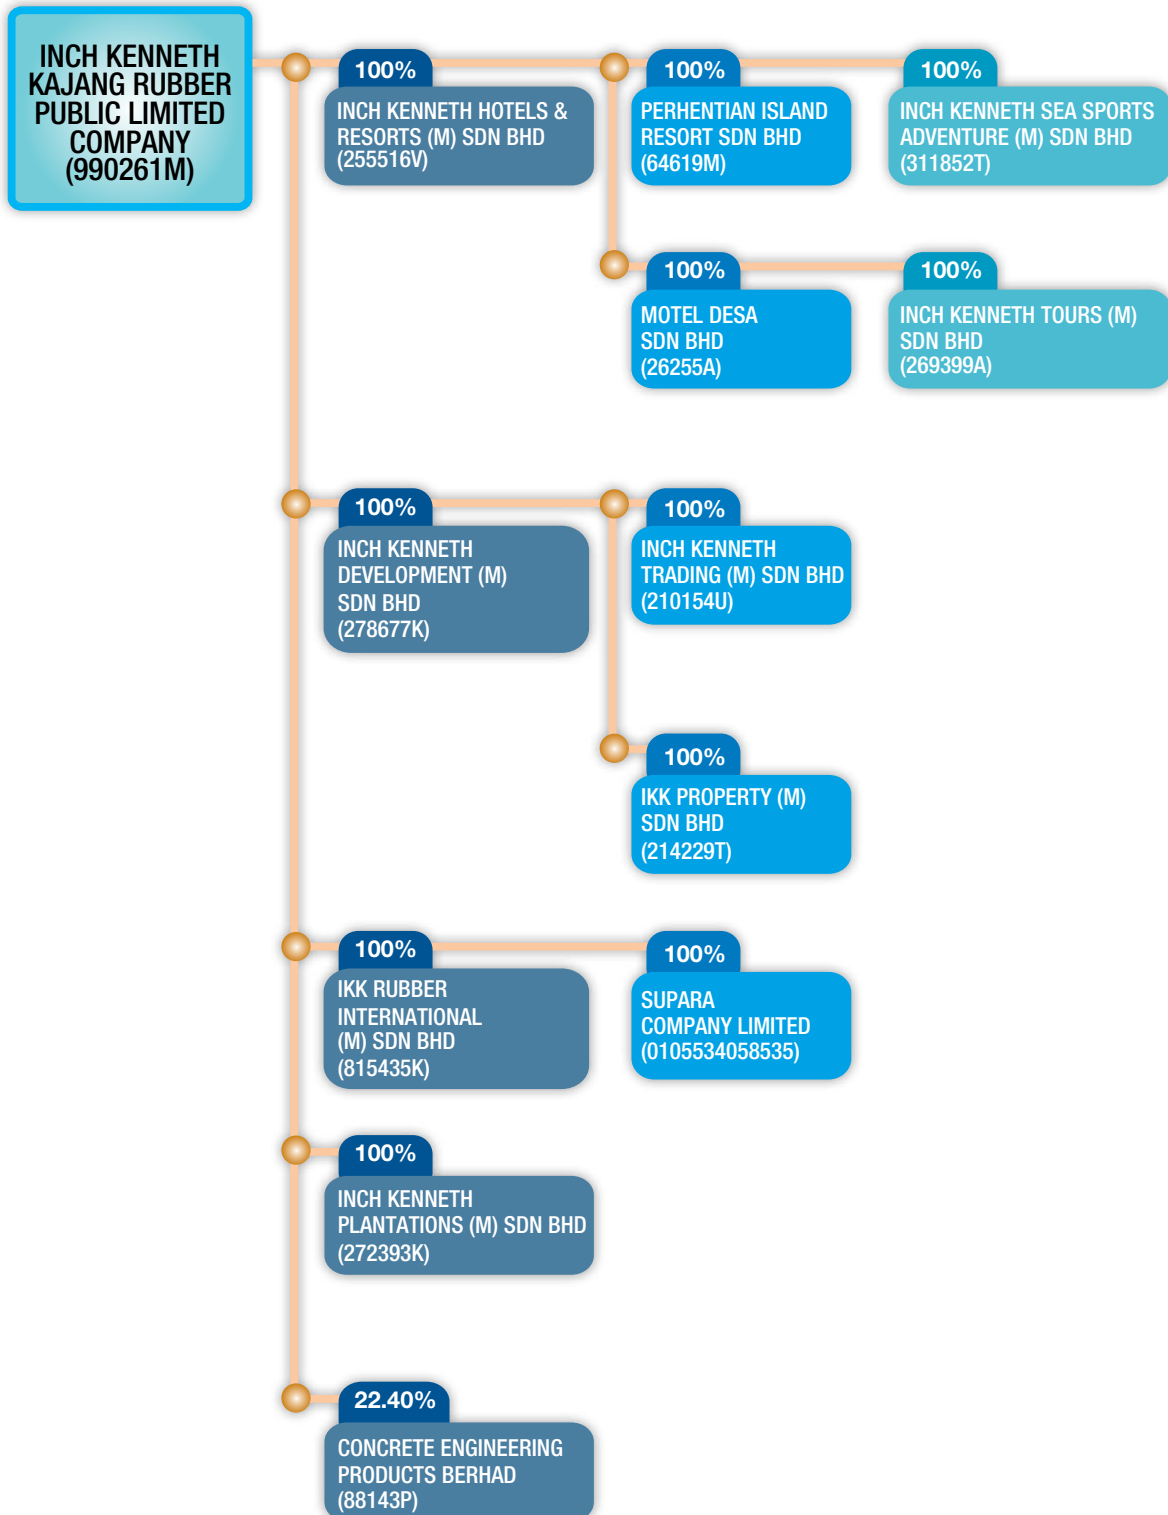 INCH KENNETH
KAJANG RUBBER
PUBLIC LIMITED
COMPANY
(990261M)
100%
INCH KENNETH HOTELS &
RESORTS (M) SDN BHD
(255516V)
100%
PERHENTIAN ISLAND
RESORT SDN BHD
(64619M)
100%
INCH KENNETH SEA SPORTS
ADVENTURE (M) SDN BHD
(311852T)
100%
MOTEL DESA
SDN BHD
(26255A)
100%
INCH KENNETH TOURS (M)
SDN BHD
(269399A)
100%
INCH KENNETH
DEVELOPMENT (M)
SDN BHD
(278677K)
100%
INCH KENNETH
TRADING (M) SDN BHD
(210154U)
100%
IKK PROPERTY (M)
SDN BHD
(214229T)
100%
IKK RUBBER
INTERNATIONAL
(M) SDN BHD
(815435K)
100%
SUPARA
COMPANY LIMITED
(0105534058535)
100%
INCH KENNETH
PLANTATIONS (M) SDN BHD
(272393K)
22.40%
CONCRETE ENGINEERING
PRODUCTS BERHAD
(88143P)